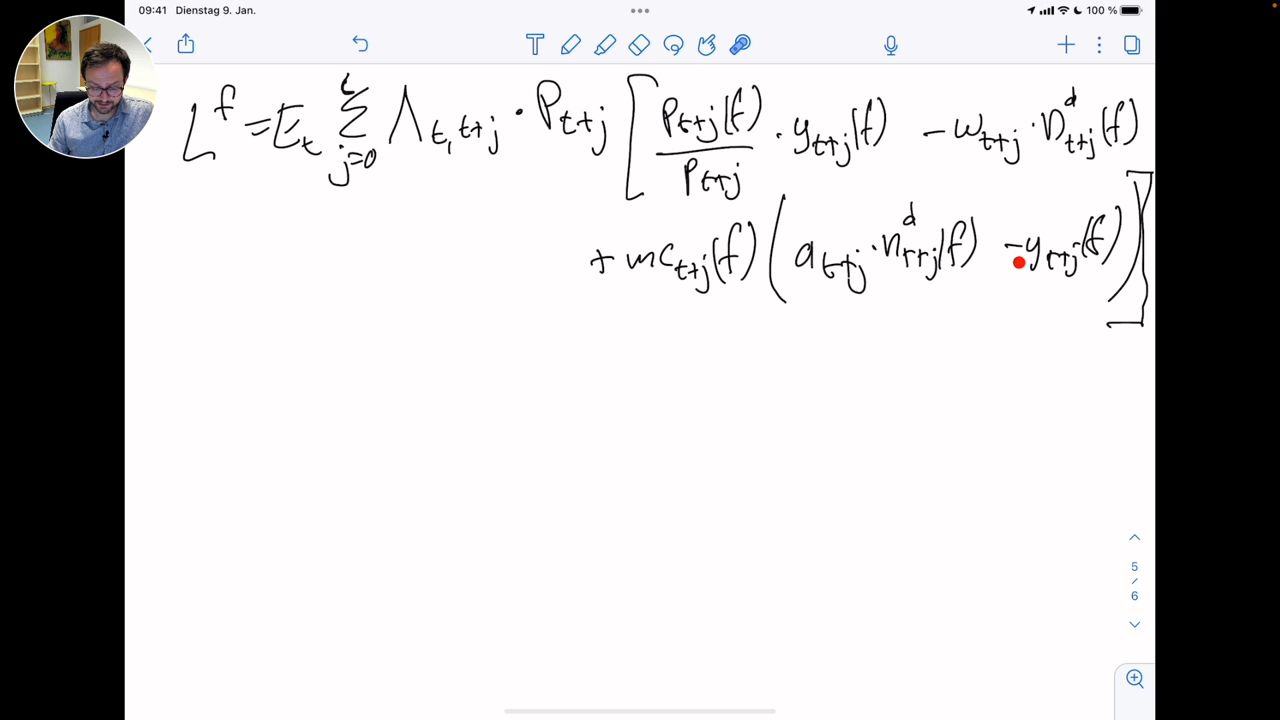 09:41 Dienstag 9. Jan. 100 %
L^f = E_t Σ_{j=0} Λ_{t,t+j} · P_{t+j} [ P_{t+j}(f) / P_{t+j} · y_{t+j}(f) - w_{t+j} · n^d_{t+j}(f)
+ mc_{t+j}(f) ( a_{t+j} · n^d_{t+j}(f) - y_{t+j}(f) ) ]
5
/
6